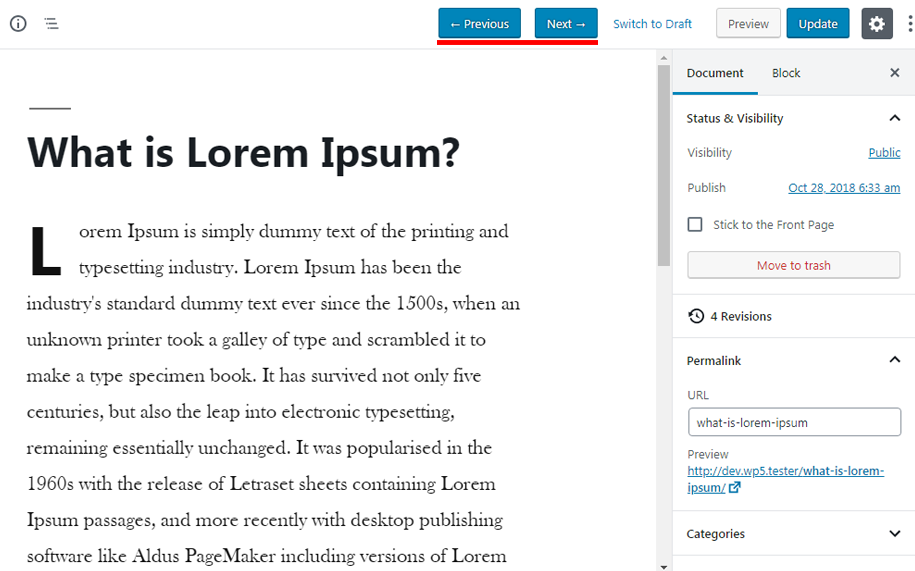 ← Previous
Next →
Switch to Draft
Preview
Update
What is Lorem Ipsum?
Lorem Ipsum is simply dummy text of the printing and
typesetting industry. Lorem Ipsum has been the
industry's standard dummy text ever since the 1500s, when an
unknown printer took a galley of type and scrambled it to
make a type specimen book. It has survived not only five
centuries, but also the leap into electronic typesetting,
remaining essentially unchanged. It was popularised in the
1960s with the release of Letraset sheets containing Lorem
Ipsum passages, and more recently with desktop publishing
software like Aldus PageMaker including versions of Lorem
Document
Block
Status & Visibility
Visibility
Public
Publish
Oct 28, 2018 6:33 am
Stick to the Front Page
Move to trash
4 Revisions
Permalink
URL
what-is-lorem-ipsum
Preview
http://dev.wp5.tester/what-is-lorem-
ipsum/
Categories